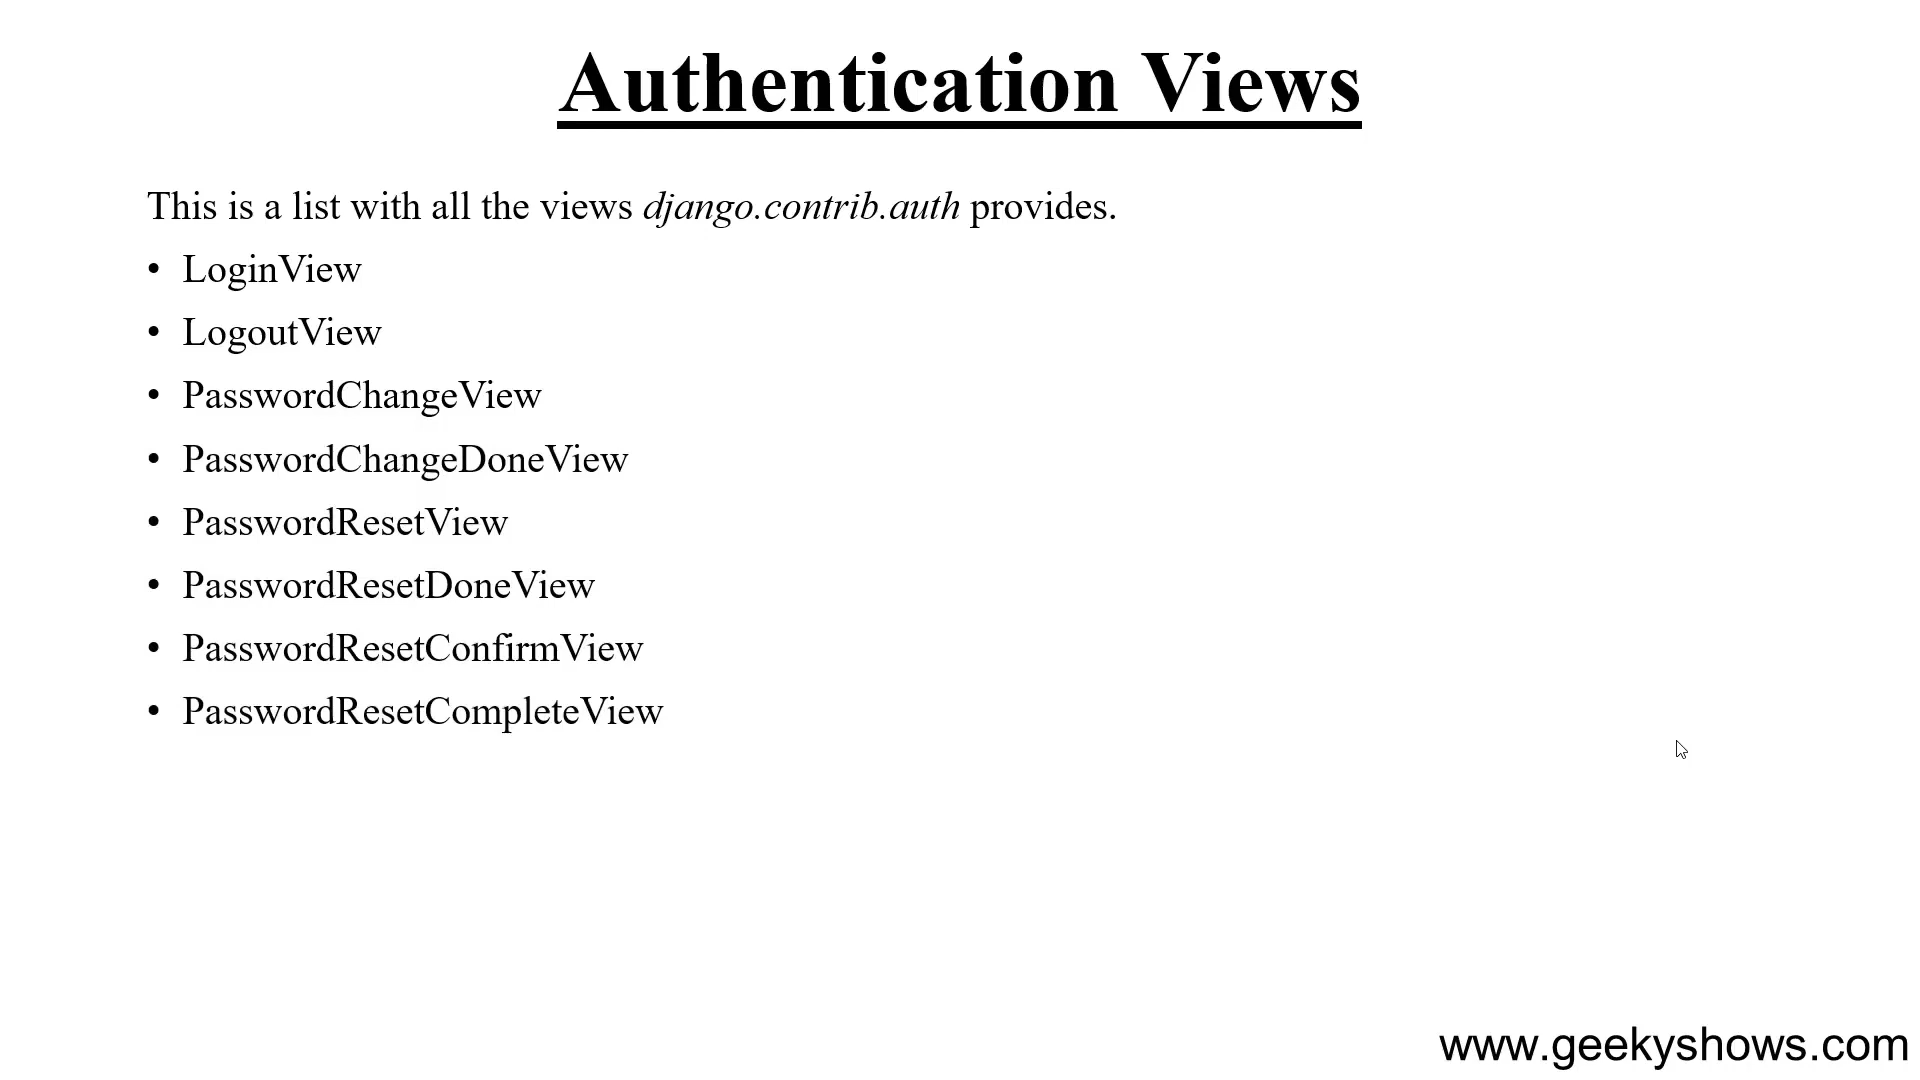 Authentication Views
This is a list with all the views django.contrib.auth provides.
• LoginView
• LogoutView
• PasswordChangeView
• PasswordChangeDoneView
• PasswordResetView
• PasswordResetDoneView
• PasswordResetConfirmView
• PasswordResetCompleteView
www.geekyshows.com